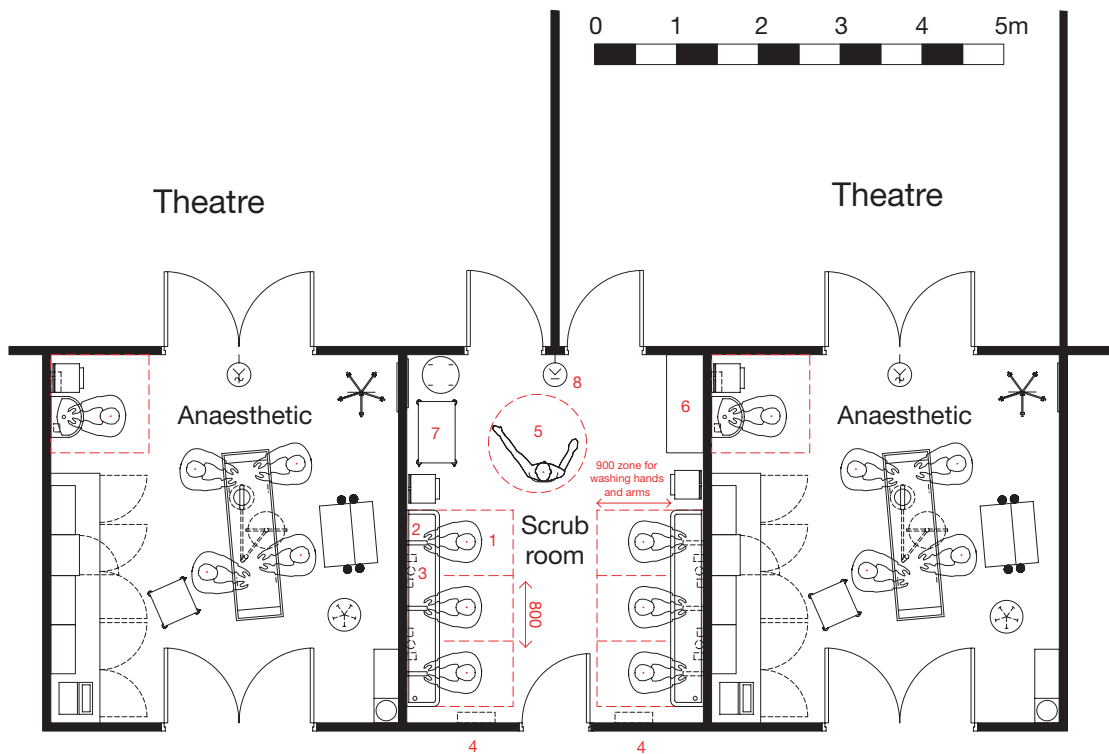 0 1 2 3 4 5m
Theatre
Theatre
8
Anaesthetic
7
5
6
Anaesthetic
900 zone for
washing hands
and arms
2
1
Scrub
room
3
800
4
4